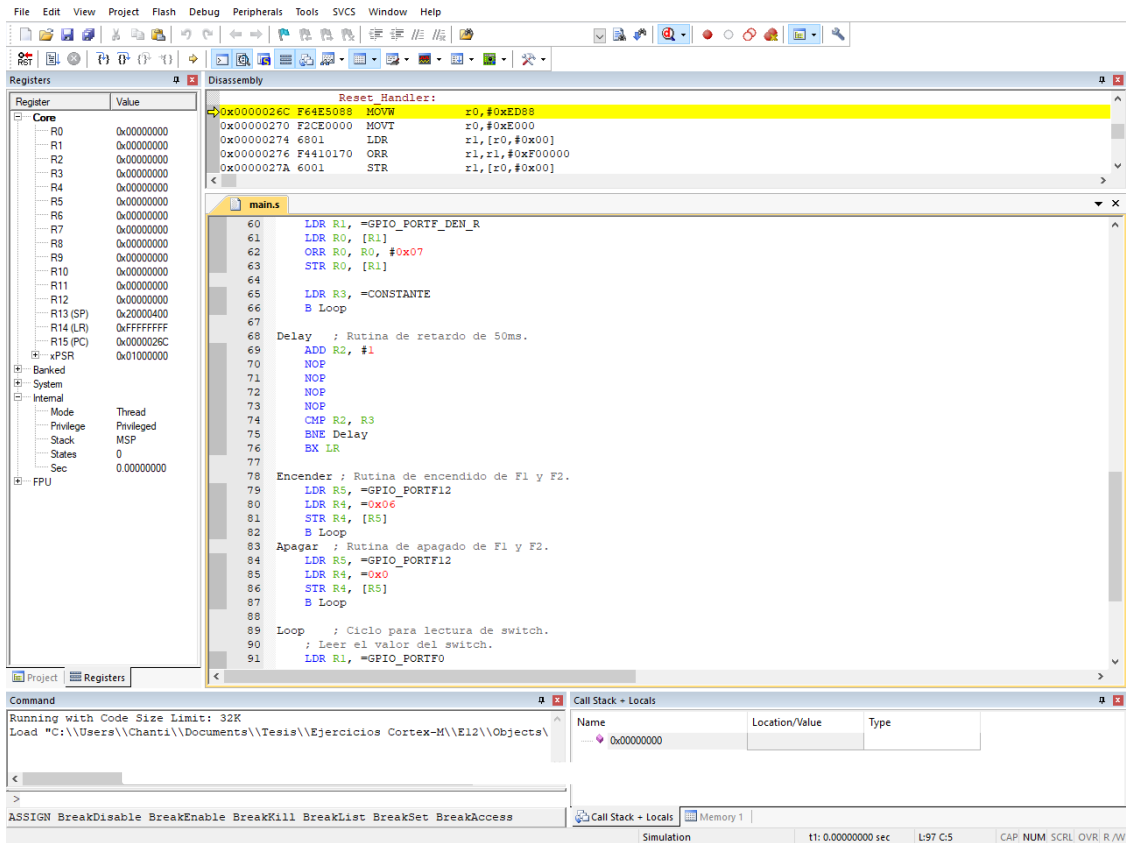 File Edit View Project Flash Debug Peripherals Tools SVCS Window Help
RST
Registers
Register Value
Core
R0 0x00000000
R1 0x00000000
R2 0x00000000
R3 0x00000000
R4 0x00000000
R5 0x00000000
R6 0x00000000
R7 0x00000000
R8 0x00000000
R9 0x00000000
R10 0x00000000
R11 0x00000000
R12 0x00000000
R13 (SP) 0x20000400
R14 (LR) 0xFFFFFFFF
R15 (PC) 0x0000026C
xPSR 0x01000000
Banked
System
Internal
Mode Thread
Privilege Privileged
Stack MSP
States 0
Sec 0.00000000
FPU
Project Registers
Disassembly
Reset_Handler:
0x0000026C F64E5088 MOVW r0,#0xED88
0x00000270 F2CE0000 MOVT r0,#0xE000
0x00000274 6801 LDR r1,[r0,#0x00]
0x00000276 F4410170 ORR r1,r1,#0xF00000
0x0000027A 6001 STR r1,[r0,#0x00]
main.s
60 LDR R1, =GPIO_PORTF_DEN_R
61 LDR R0, [R1]
62 ORR R0, R0, #0x07
63 STR R0, [R1]
64
65 LDR R3, =CONSTANTE
66 B Loop
67
68 Delay ; Rutina de retardo de 50ms.
69 ADD R2, #1
70 NOP
71 NOP
72 NOP
73 NOP
74 CMP R2, R3
75 BNE Delay
76 BX LR
77
78 Encender ; Rutina de encendido de F1 y F2.
79 LDR R5, =GPIO_PORTF12
80 LDR R4, =0x06
81 STR R4, [R5]
82 B Loop
83 Apagar ; Rutina de apagado de F1 y F2.
84 LDR R5, =GPIO_PORTF12
85 LDR R4, =0x0
86 STR R4, [R5]
87 B Loop
88
89 Loop ; Ciclo para lectura de switch.
90 ; Leer el valor del switch.
91 LDR R1, =GPIO_PORTF0
Command
Running with Code Size Limit: 32K
Load "C:\\Users\\Chanti\\Documents\\Tesis\\Ejercicios Cortex-M\\E12\\Objects\
>
ASSIGN BreakDisable BreakEnable BreakKill BreakList BreakSet BreakAccess
Call Stack + Locals
Name Location/Value Type
0x00000000
Call Stack + Locals Memory 1
Simulation t1: 0.00000000 sec L:97 C:5 CAP NUM SCRL OVR R/W